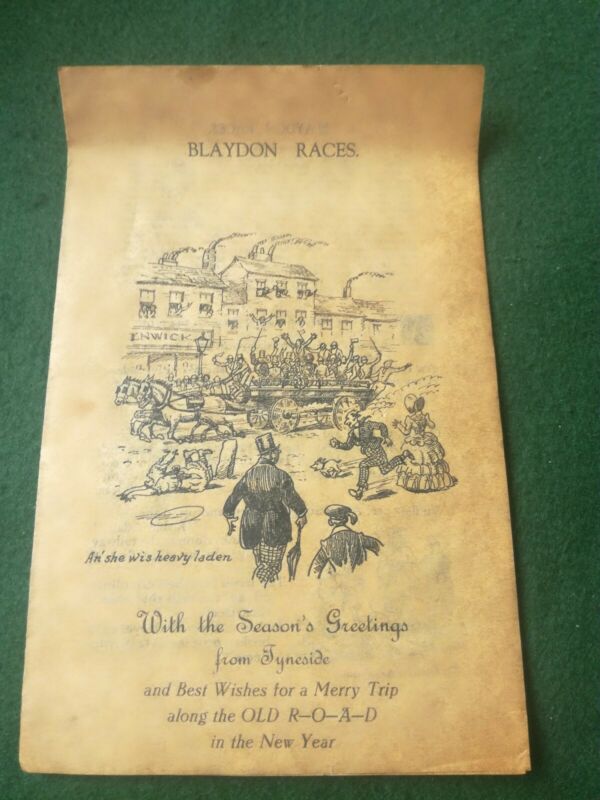 BLAYDON RACES.
ENWICK
An' she wis heavy laden
With the Season's Greetings
from Tyneside
and Best Wishes for a Merry Trip
along the OLD R—O—A—D
in the New Year